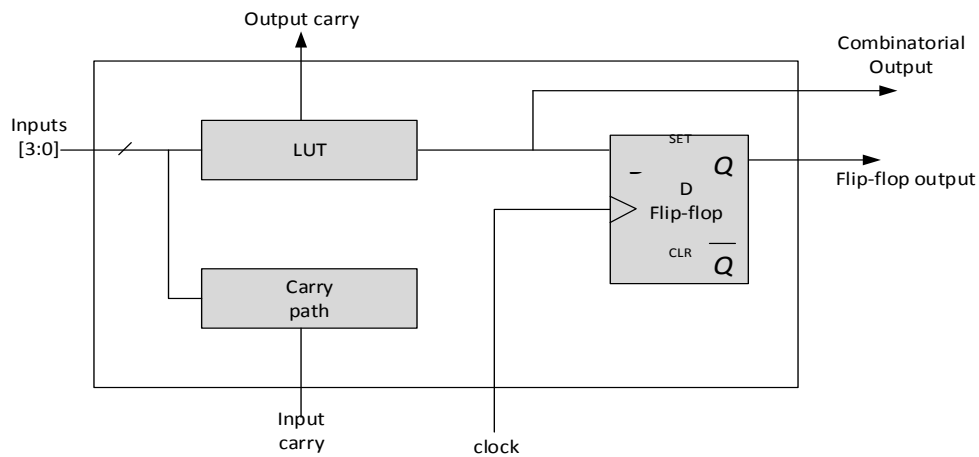 Output carry
Combinatorial
Output
Inputs
[3:0]
LUT
SET
Q
D
Flip-flop
Flip-flop output
CLR
Q
Carry
path
Input
carry
clock